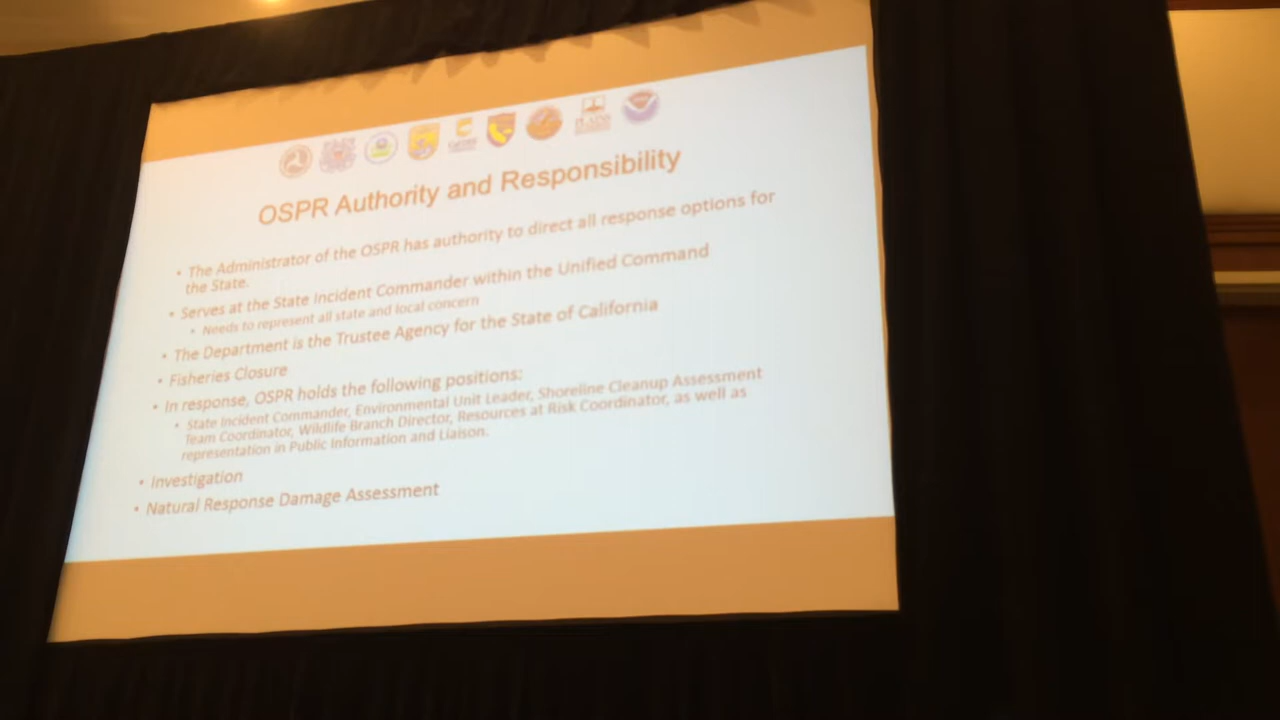 OSPR Authority and Responsibility
• The Administrator of the OSPR has authority to direct all response options for
the State.
• Serves at the State Incident Commander within the Unified Command
• Needs to represent all state and local concern
• The Department is the Trustee Agency for the State of California
• Fisheries Closure
• In response, OSPR holds the following positions:
• State Incident Commander, Environmental Unit Leader, Shoreline Cleanup Assessment
Team Coordinator, Wildlife Branch Director, Resources at Risk Coordinator, as well as
representation in Public Information and Liaison.
• Investigation
• Natural Response Damage Assessment